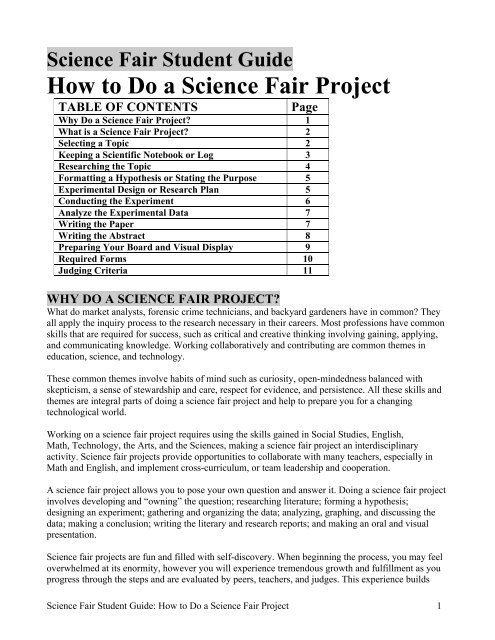 Science Fair Student Guide
How to Do a Science Fair Project
TABLE OF CONTENTS Page
Why Do a Science Fair Project? 1
What is a Science Fair Project? 2
Selecting a Topic 2
Keeping a Scientific Notebook or Log 3
Researching the Topic 4
Formatting a Hypothesis or Stating the Purpose 5
Experimental Design or Research Plan 5
Conducting the Experiment 6
Analyze the Experimental Data 7
Writing the Paper 7
Writing the Abstract 8
Preparing Your Board and Visual Display 9
Required Forms 10
Judging Criteria 11
WHY DO A SCIENCE FAIR PROJECT?
What do market analysts, forensic crime technicians, and backyard gardeners have in common? They
all apply the inquiry process to the research necessary in their careers. Most professions have common
skills that are required for success, such as critical and creative thinking involving gaining, applying,
and communicating knowledge. Working collaboratively and contributing are common themes in
education, science, and technology.
These common themes involve habits of mind such as curiosity, open-mindedness balanced with
skepticism, a sense of stewardship and care, respect for evidence, and persistence. All these skills and
themes are integral parts of doing a science fair project and help to prepare you for a changing
technological world.
Working on a science fair project requires using the skills gained in Social Studies, English,
Math, Technology, the Arts, and the Sciences, making a science fair project an interdisciplinary
activity. Science fair projects provide opportunities to collaborate with many teachers, especially in
Math and English, and implement cross-curriculum, or team leadership and cooperation.
A science fair project allows you to pose your own question and answer it. Doing a science fair project
involves developing and “owning” the question; researching literature; forming a hypothesis;
designing an experiment; gathering and organizing the data; analyzing, graphing, and discussing the
data; making a conclusion; writing the literary and research reports; and making an oral and visual
presentation.
Science fair projects are fun and filled with self-discovery. When beginning the process, you may feel
overwhelmed at its enormity, however you will experience tremendous growth and fulfillment as you
progress through the steps and are evaluated by peers, teachers, and judges. This experience builds
Science Fair Student Guide: How to Do a Science Fair Project 1